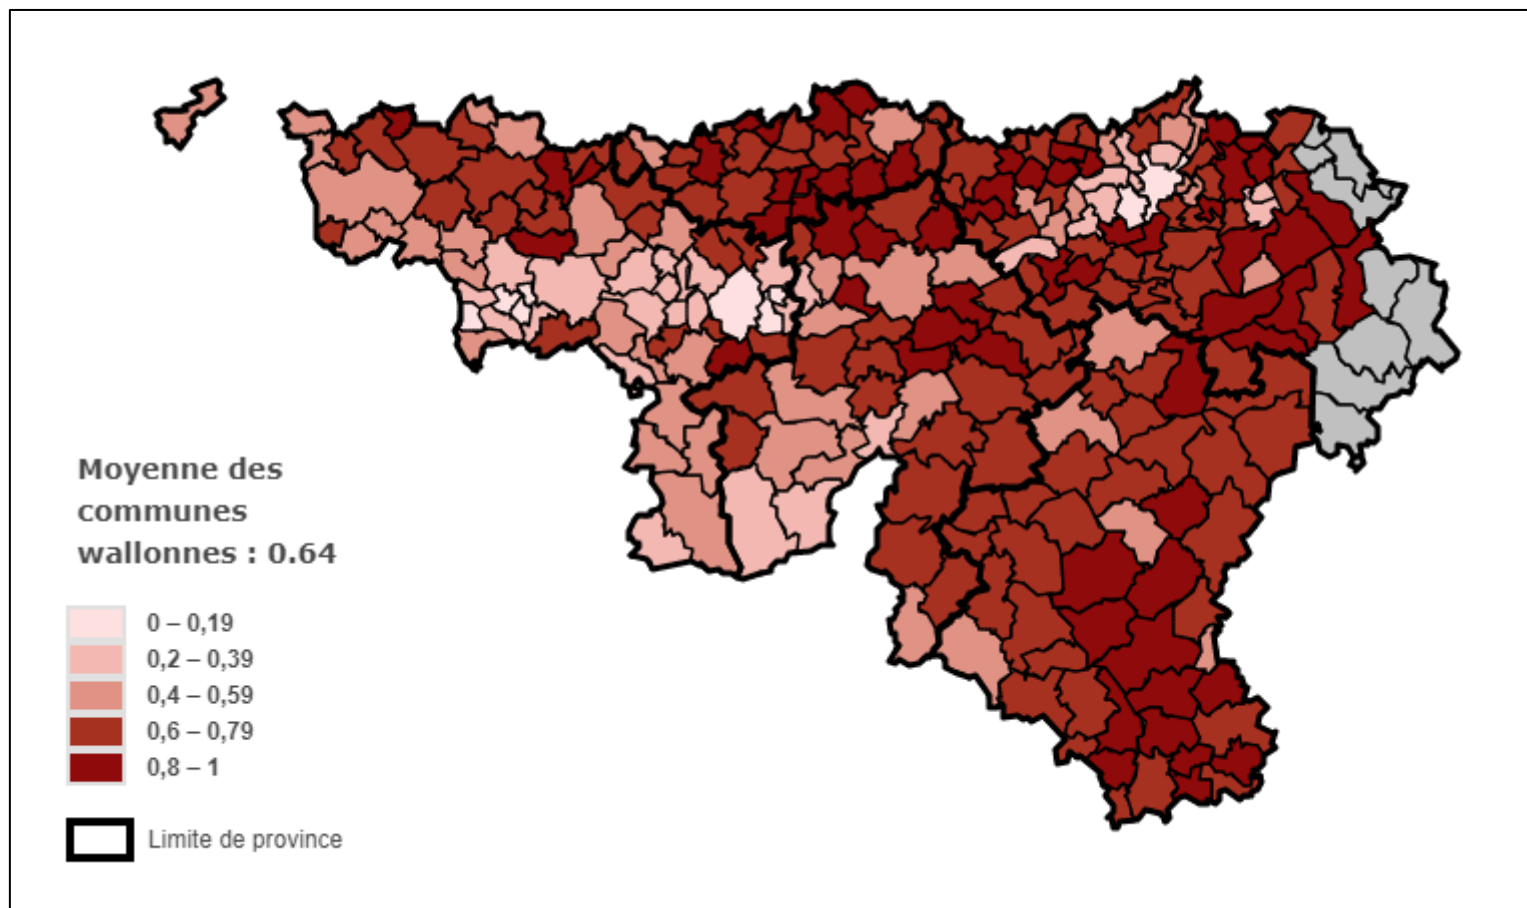 Moyenne des
communes
wallonnes : 0.64
0 – 0,19
0,2 – 0,39
0,4 – 0,59
0,6 – 0,79
0,8 – 1
Limite de province